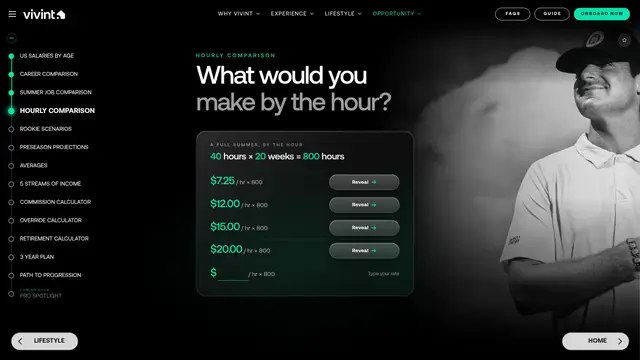 vivint
WHY VIVINT
EXPERIENCE
LIFESTYLE
OPPORTUNITY
FAQS
GUIDE
ONBOARD NOW
US SALARIES BY AGE
CAREER COMPARISON
SUMMER JOB COMPARISON
HOURLY COMPARISON
ROOKIE SCENARIOS
PRESEASON PROJECTIONS
AVERAGES
5 STREAMS OF INCOME
COMMISSION CALCULATOR
OVERRIDE CALCULATOR
RETIREMENT CALCULATOR
3 YEAR PLAN
PATH TO PROGRESSION
COMING SOON
PRO SPOTLIGHT?
HOURLY COMPARISON
What would you
make by the hour?
A FULL SUMMER, BY THE HOUR
40 hours × 20 weeks = 800 hours
$7.25 / hr × 800 Reveal →
$12.00 / hr × 800 Reveal →
$15.00 / hr × 800 Reveal →
$20.00 / hr × 800 Reveal →
$ / hr × 800 Type your rate
LIFESTYLE
HOME